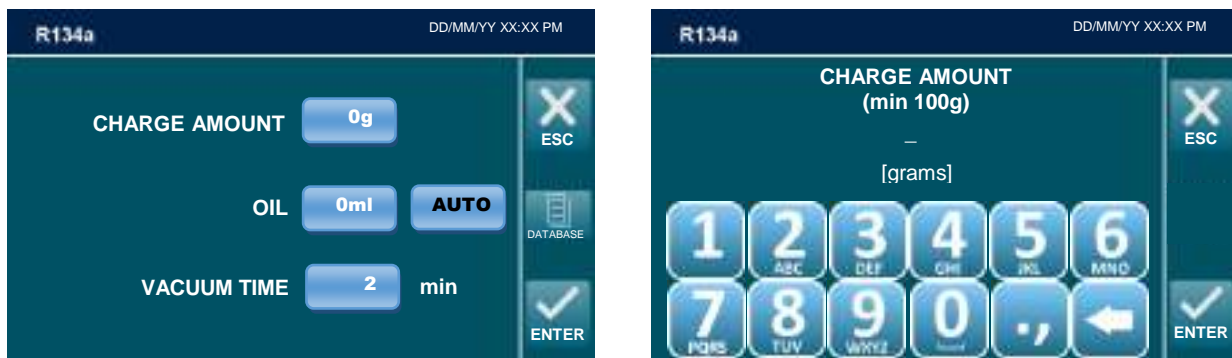 R134a DD/MM/YY XX:XX PM
CHARGE AMOUNT 0g
ESC
OIL 0ml AUTO
DATABASE
VACUUM TIME 2 min
ENTER
R134a DD/MM/YY XX:XX PM
CHARGE AMOUNT
(min 100g)
_
ESC
[grams]
1 2 3 4 5 6
ABC DEF GHI JKL MNO
7 8 9 0 .,
PQRS TUV WXYZ
ENTER